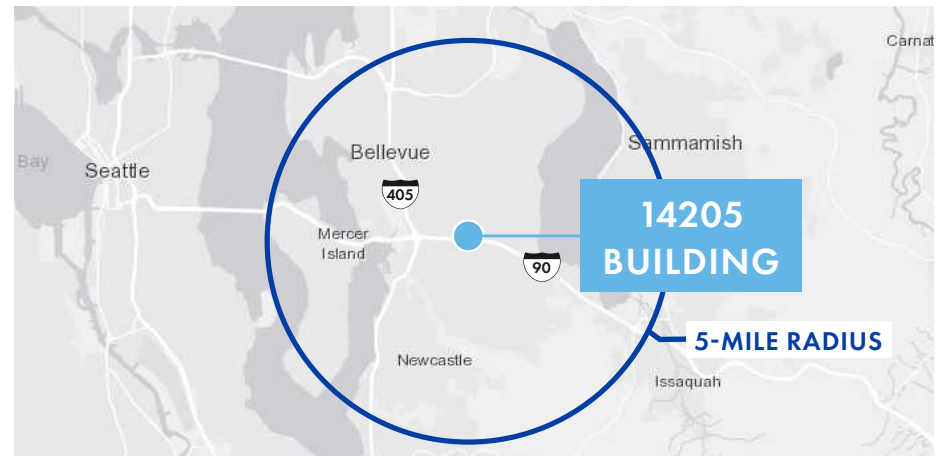 Carnat
Bellevue
Sammamish
Bay
Seattle
405
14205
BUILDING
Mercer
Island
90
5-MILE RADIUS
Newcastle
Issaquah